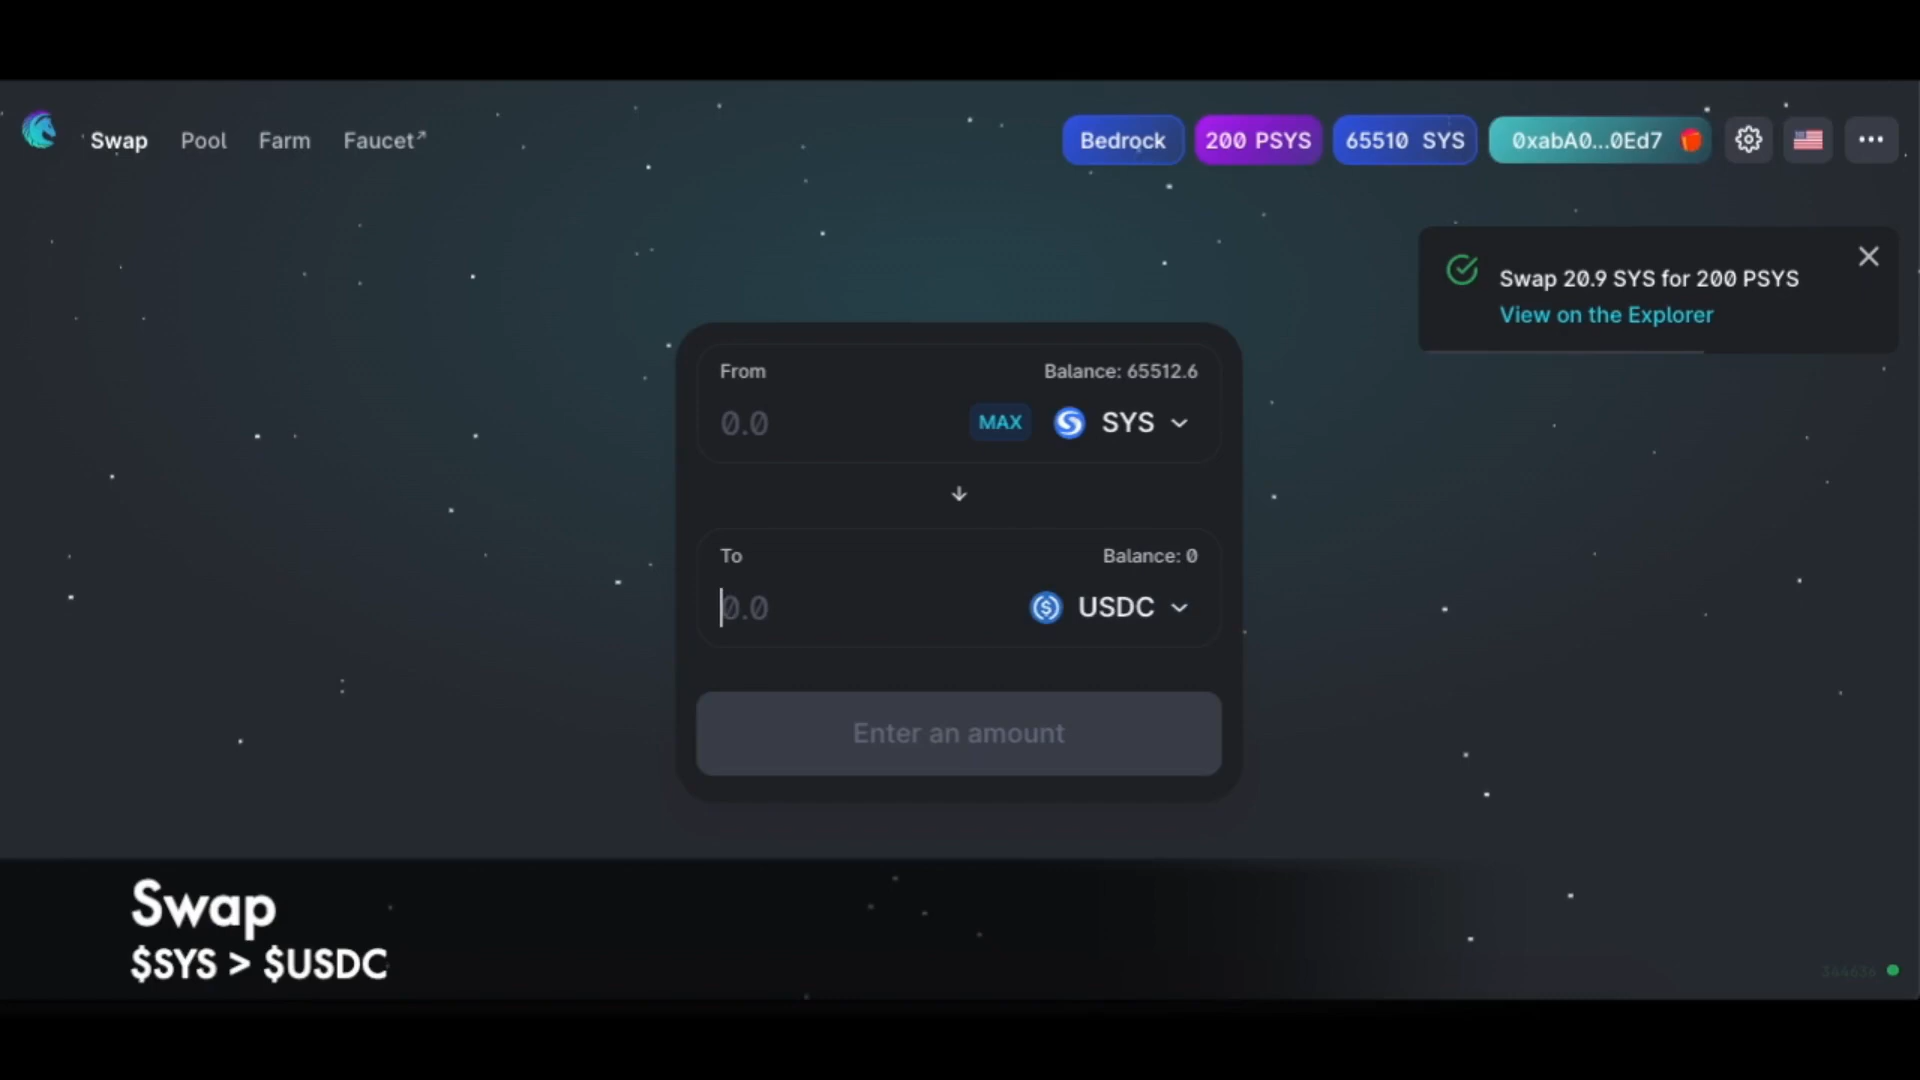 Swap Pool Farm Faucet↗ Bedrock 200 PSYS 65510 SYS 0xabA0...0Ed7
Swap 20.9 SYS for 200 PSYS
View on the Explorer
From Balance: 65512.6
0.0 MAX SYS
To Balance: 0
0.0 USDC
Enter an amount
Swap
$SYS > $USDC
344636